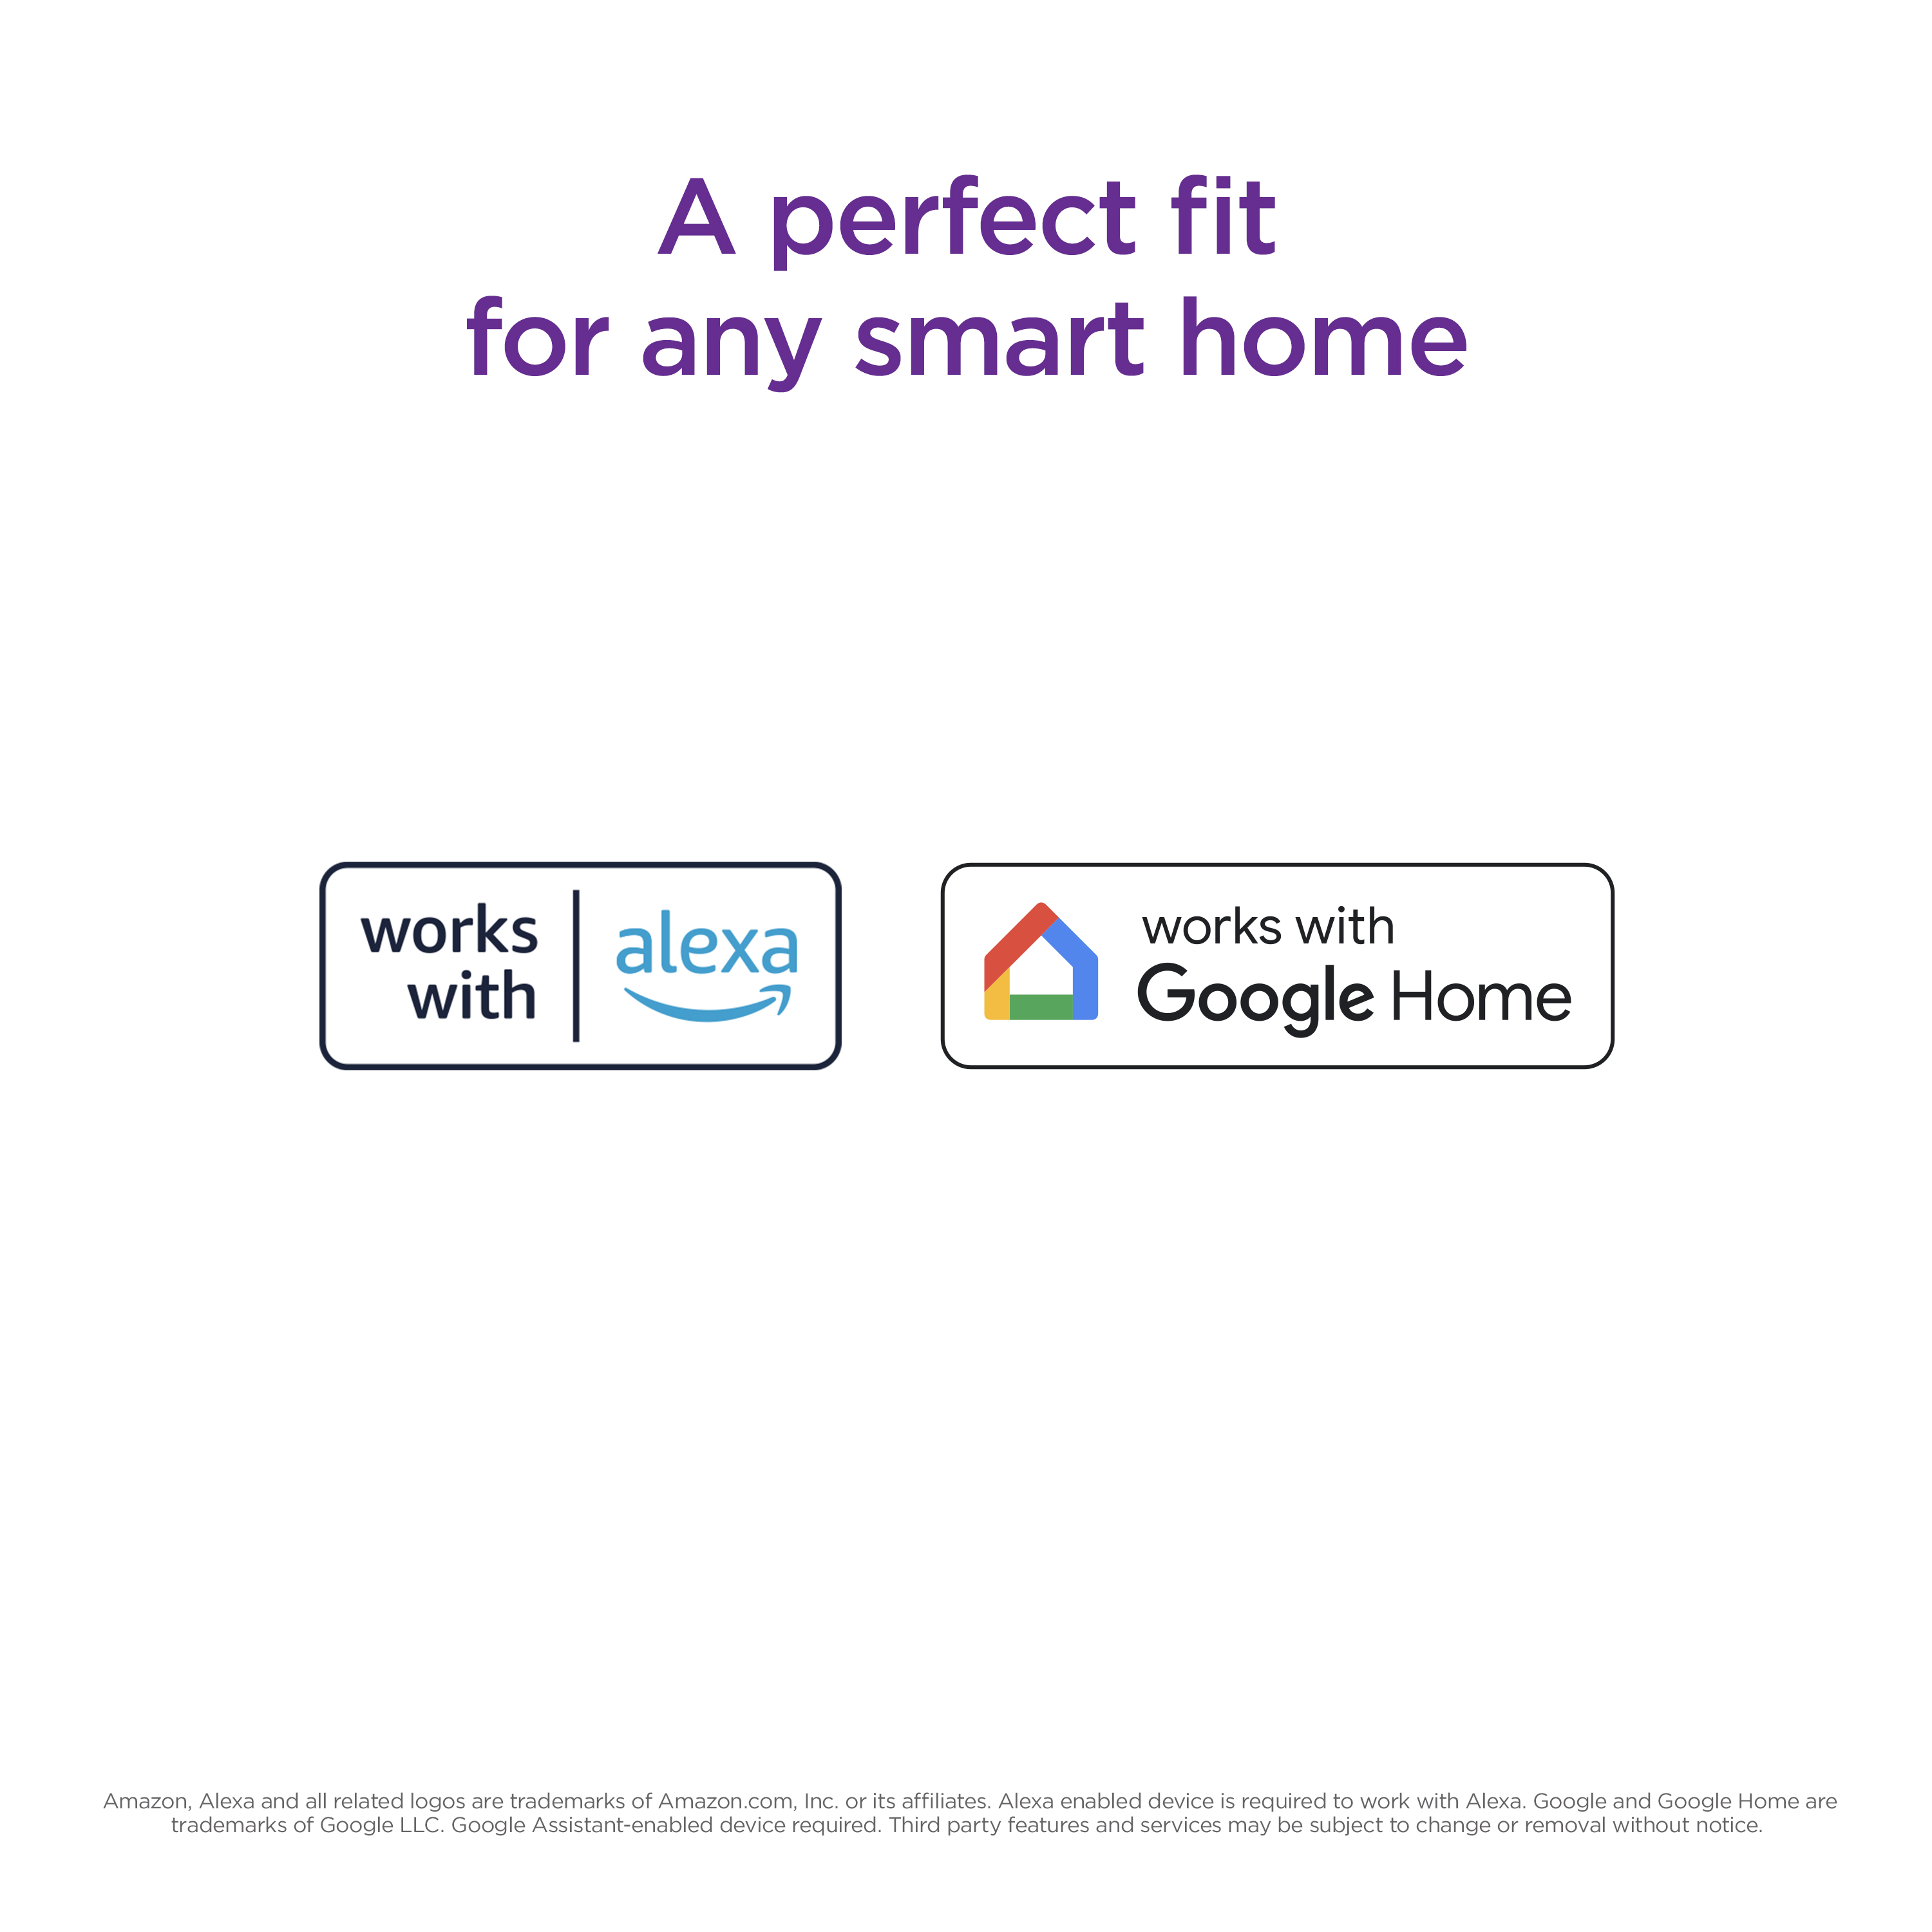 A perfect fit
for any smart home
works
with
alexa
works with
Google Home
Amazon, Alexa and all related logos are trademarks of Amazon.com, Inc. or its affiliates. Alexa enabled device is required to work with Alexa. Google and Google Home are
trademarks of Google LLC. Google Assistant-enabled device required. Third party features and services may be subject to change or removal without notice.